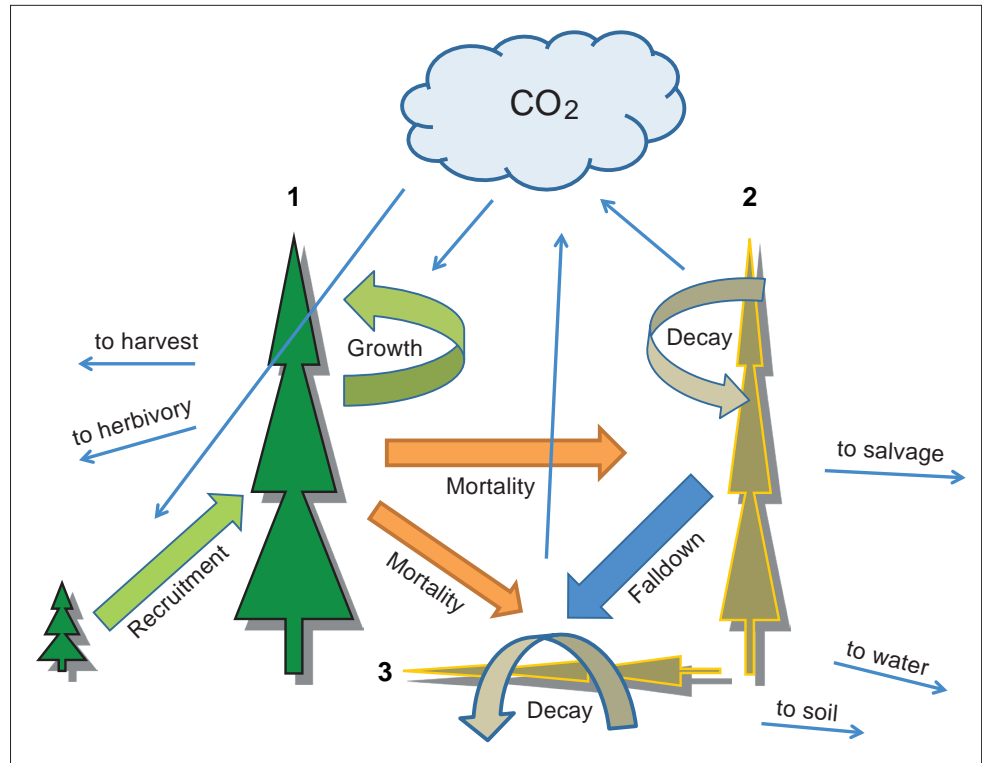 CO2
1
2
to harvest
Growth
Decay
to herbivory
Mortality
to salvage
Recruitment
Mortality
Falldown
to water
3
Decay
to soil